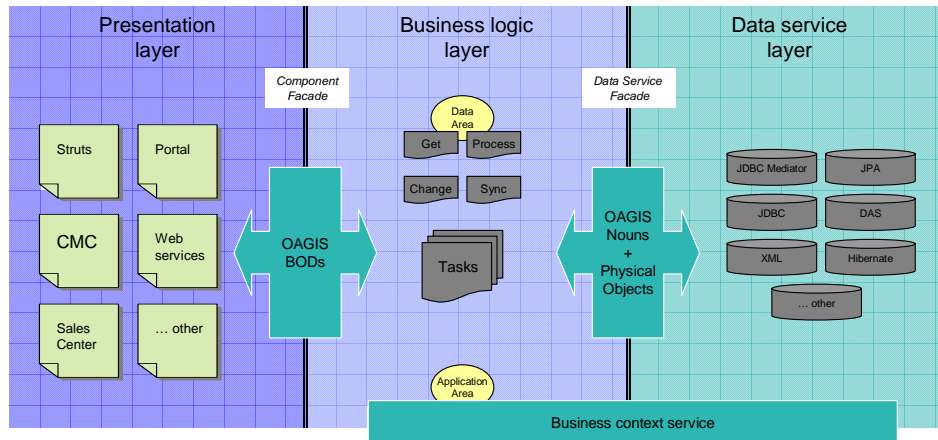 Presentation
layer
Business logic
layer
Data service
layer
Component
Facade
Data Service
Facade
Data
Area
Get
Process
Change
Sync
Tasks
Struts
Portal
CMC
Web
services
Sales
Center
… other
OAGIS
BODs
OAGIS
Nouns
+
Physical
Objects
JDBC Mediator
JPA
JDBC
DAS
XML
Hibernate
… other
Application
Area
Business context service